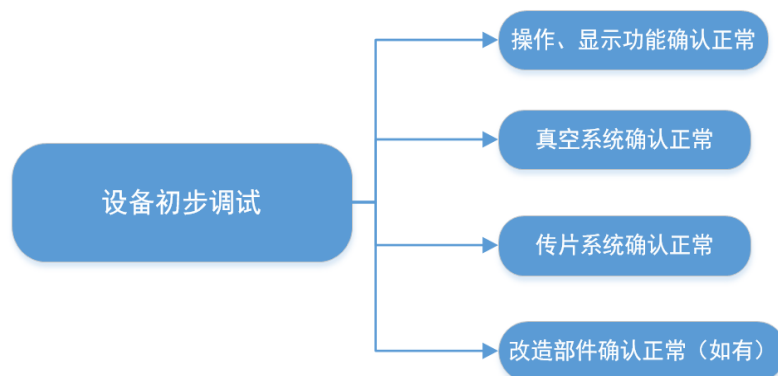 设备初步调试
操作、显示功能确认正常
真空系统确认正常
传片系统确认正常
改造部件确认正常（如有）